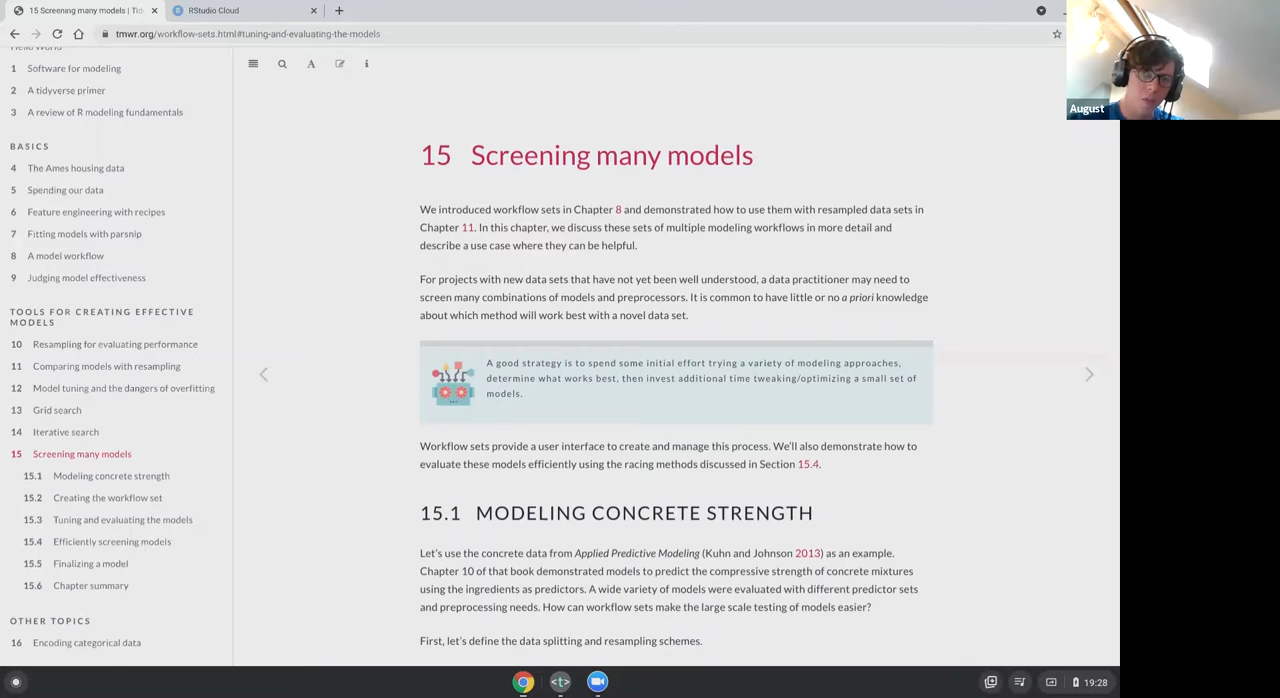 15 Screening many models | Tid
RStudio Cloud
tmwr.org/workflow-sets.html#tuning-and-evaluating-the-models
August
Hello World
1 Software for modeling
2 A tidyverse primer
3 A review of R modeling fundamentals
BASICS
4 The Ames housing data
5 Spending our data
6 Feature engineering with recipes
7 Fitting models with parsnip
8 A model workflow
9 Judging model effectiveness
TOOLS FOR CREATING EFFECTIVE
MODELS
10 Resampling for evaluating performance
11 Comparing models with resampling
12 Model tuning and the dangers of overfitting
13 Grid search
14 Iterative search
15 Screening many models
15.1 Modeling concrete strength
15.2 Creating the workflow set
15.3 Tuning and evaluating the models
15.4 Efficiently screening models
15.5 Finalizing a model
15.6 Chapter summary
OTHER TOPICS
16 Encoding categorical data
15 Screening many models
We introduced workflow sets in Chapter 8 and demonstrated how to use them with resampled data sets in
Chapter 11. In this chapter, we discuss these sets of multiple modeling workflows in more detail and
describe a use case where they can be helpful.
For projects with new data sets that have not yet been well understood, a data practitioner may need to
screen many combinations of models and preprocessors. It is common to have little or no a priori knowledge
about which method will work best with a novel data set.
A good strategy is to spend some initial effort trying a variety of modeling approaches,
determine what works best, then invest additional time tweaking/optimizing a small set of
models.
Workflow sets provide a user interface to create and manage this process. We'll also demonstrate how to
evaluate these models efficiently using the racing methods discussed in Section 15.4.
15.1 MODELING CONCRETE STRENGTH
Let's use the concrete data from Applied Predictive Modeling (Kuhn and Johnson 2013) as an example.
Chapter 10 of that book demonstrated models to predict the compressive strength of concrete mixtures
using the ingredients as predictors. A wide variety of models were evaluated with different predictor sets
and preprocessing needs. How can workflow sets make the large scale testing of models easier?
First, let's define the data splitting and resampling schemes.
19:28